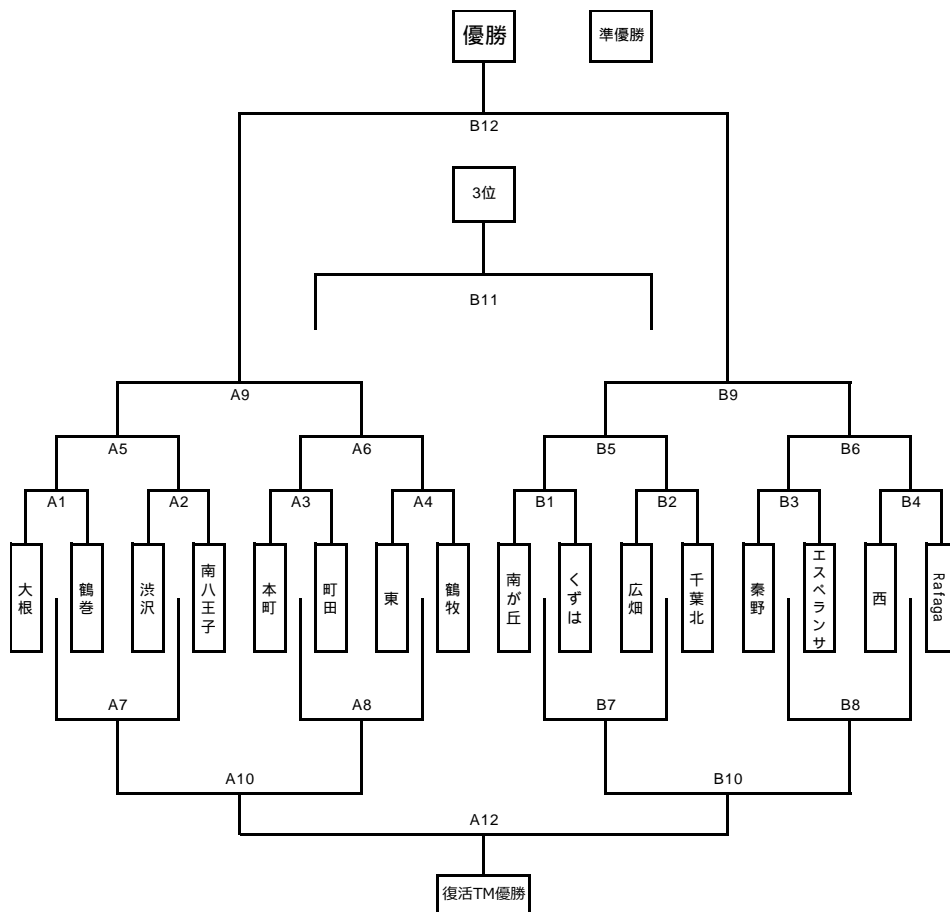 優勝
準優勝
B12
3位
B11
A9
B9
A5
A6
B5
B6
A1
A2
A3
A4
B1
B2
B3
B4
大根
鶴巻
渋沢
南八王子
本町
町田
東
鶴牧
南が丘
くずは
広畑
千葉北
秦野
エスペランサ
西
Rafaga
A7
A8
B7
B8
A10
B10
A12
復活TM優勝